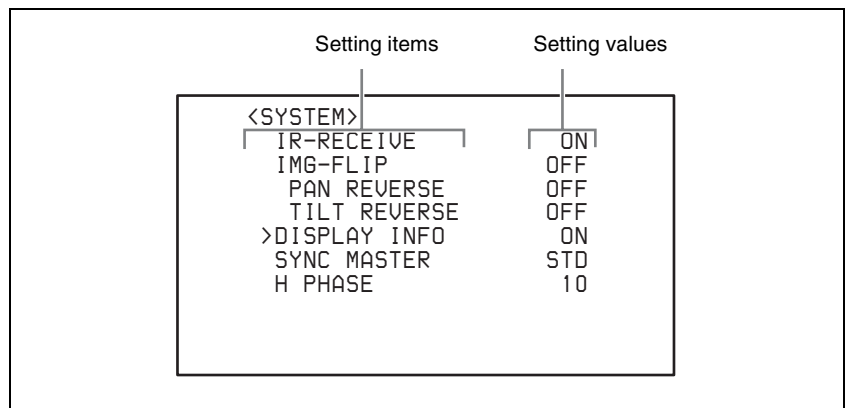 Setting items Setting values
<SYSTEM>
IR-RECEIVE ON
IMG-FLIP OFF
PAN REVERSE OFF
TILT REVERSE OFF
>DISPLAY INFO ON
SYNC MASTER STD
H PHASE 10